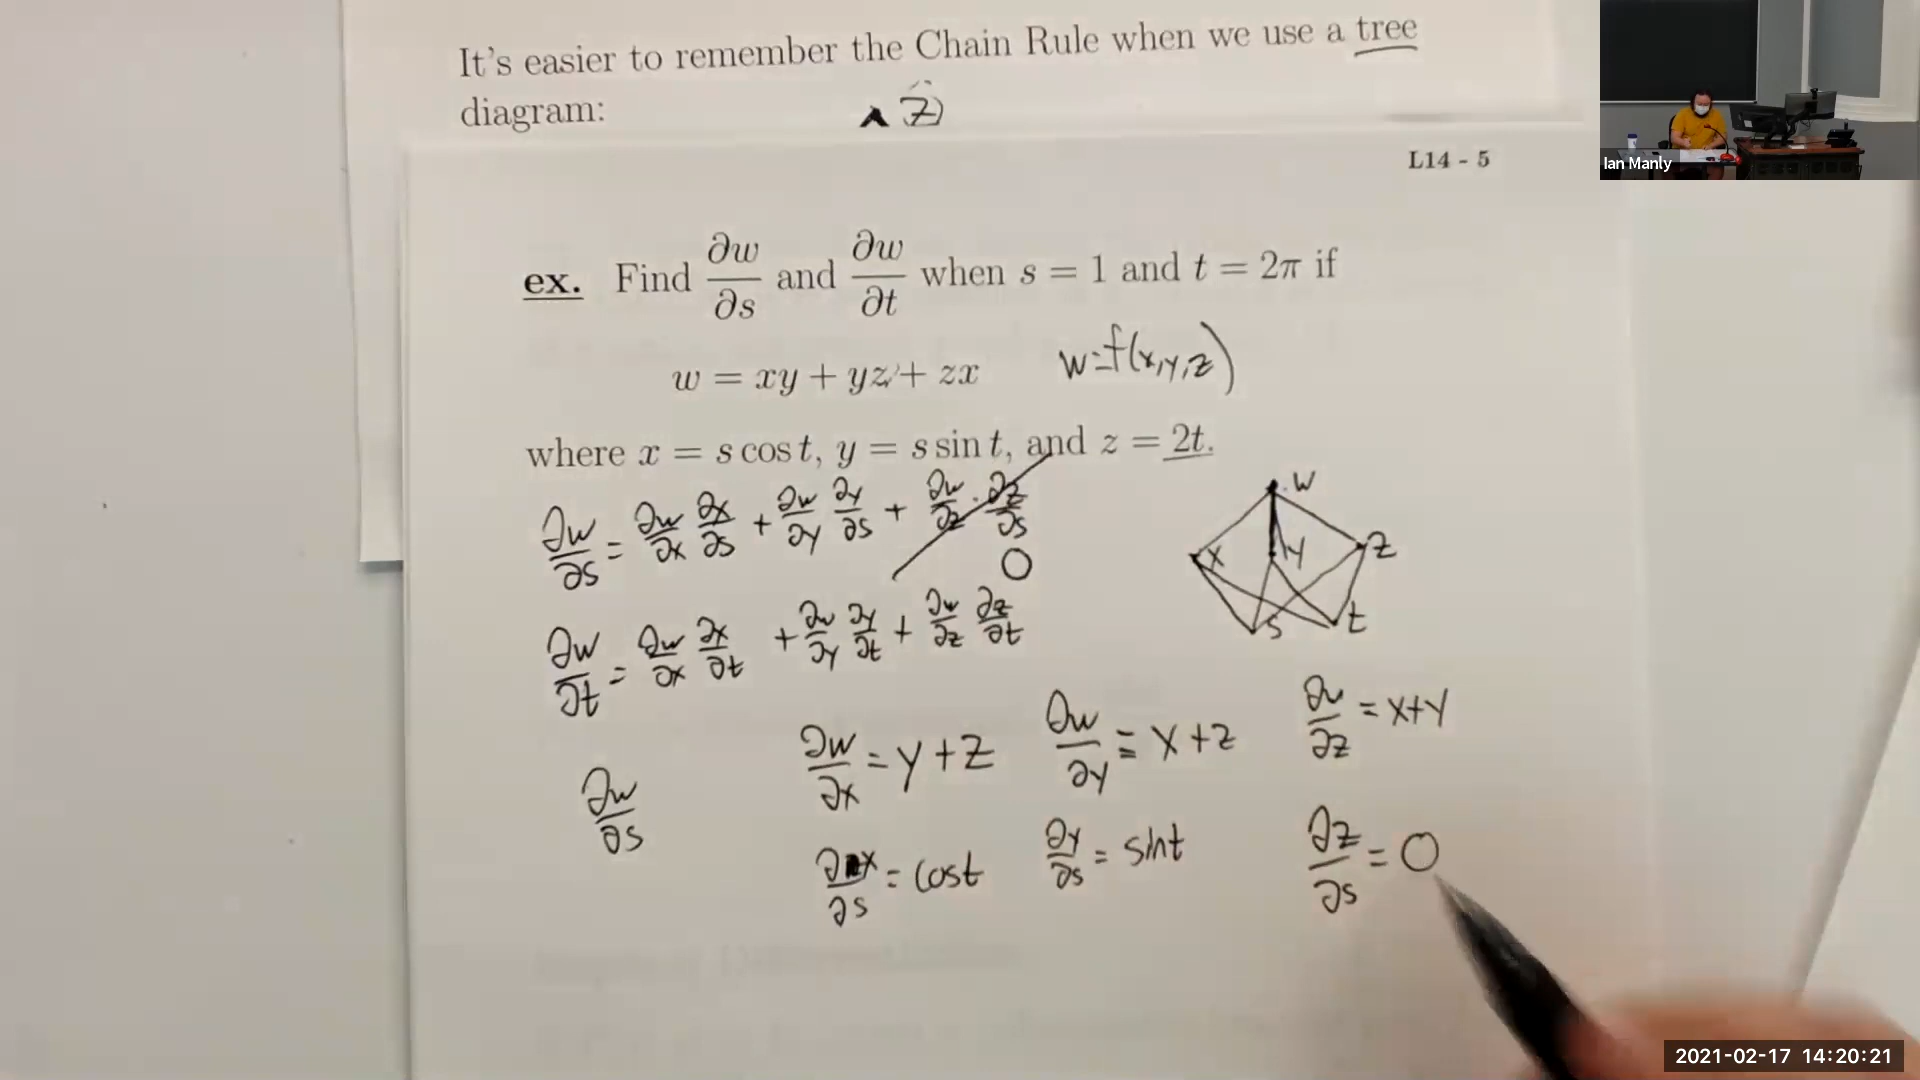 It's easier to remember the Chain Rule when we use a tree
diagram:
Z
L14 - 5
ex. Find ∂w/∂s and ∂w/∂t when s = 1 and t = 2π if
w = xy + yz + zx w=f(x,y,z)
where x = s cos t, y = s sin t, and z = 2t.
∂w/∂s = ∂w/∂x ∂x/∂s + ∂w/∂y ∂y/∂s + ∂w/∂z · ∂z/∂s
0
∂w/∂t = ∂w/∂x ∂x/∂t + ∂w/∂y ∂y/∂t + ∂w/∂z ∂z/∂t
w
x y z
s t
∂w/∂x = y+z ∂w/∂y = x+z ∂w/∂z = x+y
∂w/∂s
∂x/∂s = cost ∂y/∂s = sint ∂z/∂s = 0
Ian Manly
2021-02-17 14:20:21